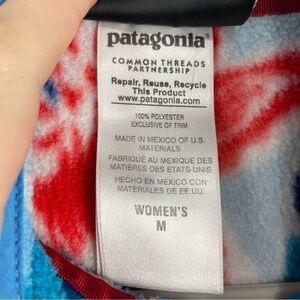 patagonia®
COMMON THREADS
PARTNERSHIP
Repair, Reuse, Recycle
This Product
www.patagonia.com
100% POLYESTER
EXCLUSIVE OF TRIM
MADE IN MEXICO OF U.S.
MATERIALS
FABRIQUÉ AU MEXIQUE DES
MATIÈRES DES ETATS-UNIS
HECHO EN MÉXICO CON
MATERIALES DE EE.UU.
WOMEN'S
M